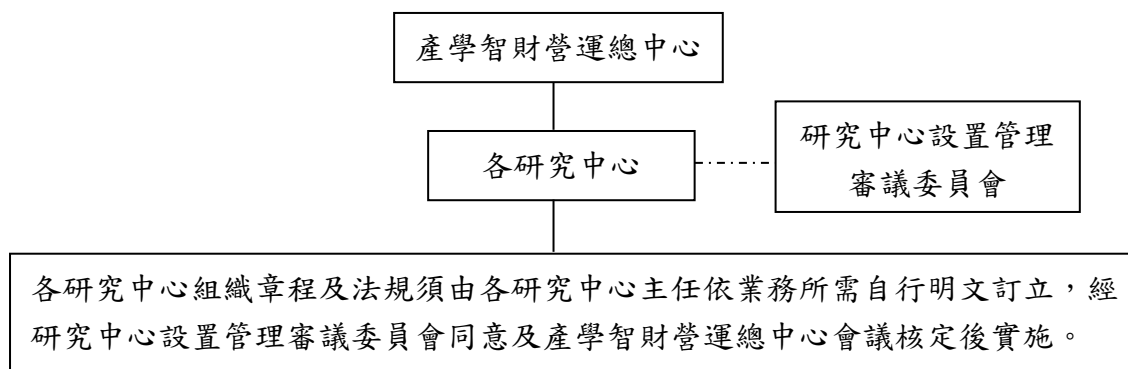 產學智財營運總中心
各研究中心
研究中心設置管理
審議委員會
各研究中心組織章程及法規須由各研究中心主任依業務所需自行明文訂立，經
研究中心設置管理審議委員會同意及產學智財營運總中心會議核定後實施。